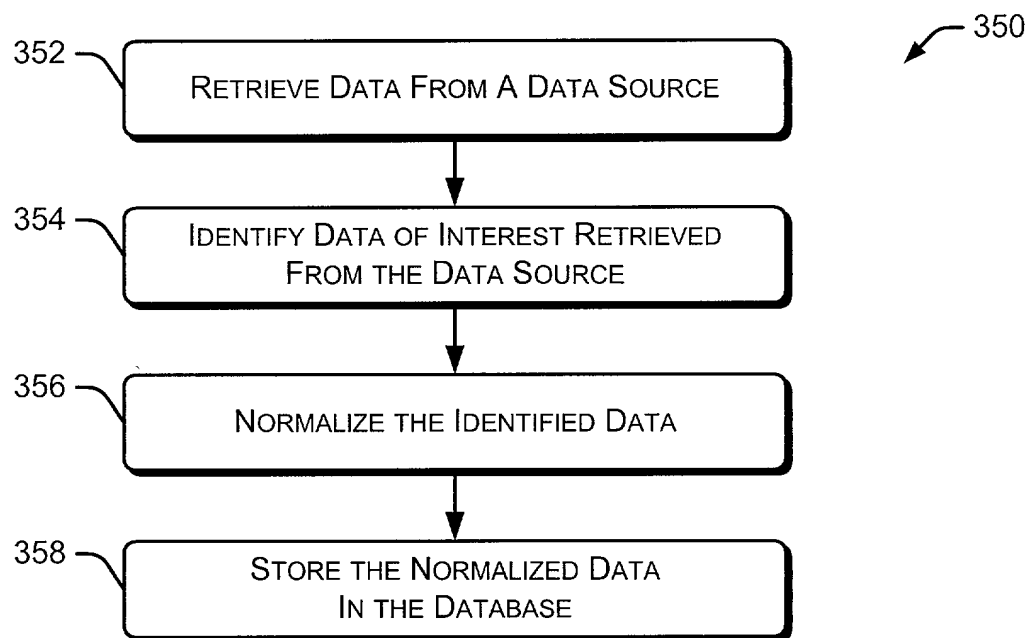 350
352
RETRIEVE DATA FROM A DATA SOURCE
354
IDENTIFY DATA OF INTEREST RETRIEVED
FROM THE DATA SOURCE
356
NORMALIZE THE IDENTIFIED DATA
358
STORE THE NORMALIZED DATA
IN THE DATABASE